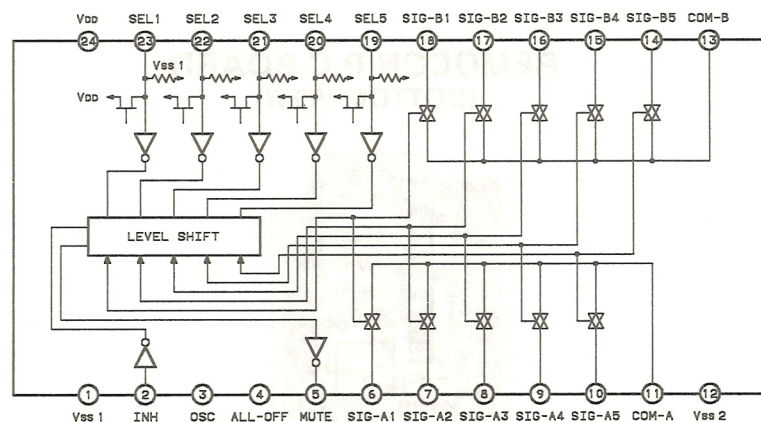 VDD SEL1 SEL2 SEL3 SEL4 SEL5 SIG-B1 SIG-B2 SIG-B3 SIG-B4 SIG-B5 COM-B
24 23 22 21 20 19 18 17 16 15 14 13
Vss 1
VDD
LEVEL SHIFT
1 2 3 4 5 6 7 8 9 10 11 12
Vss 1 INH OSC ALL-OFF MUTE SIG-A1 SIG-A2 SIG-A3 SIG-A4 SIG-A5 COM-A Vss 2